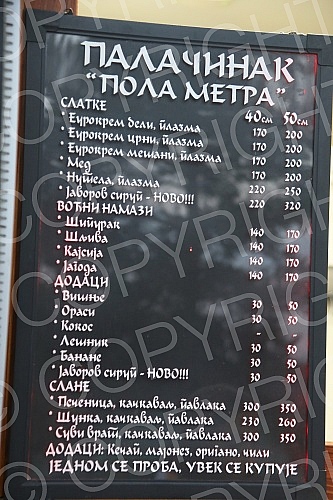 ПАЛАЧИНАК
"ПОЛА МЕТРА"
СЛАТКЕ 40см 50см
* Еурокрем бели, плазма 170 200
* Еурокрем црни, плазма 170 200
* Еурокрем мешани, плазма 170 200
* Мед 170 200
* Нутела, плазма 220 250
* Јаворов сируп - НОВО!!! 220 320
ВОЋНИ НАМАЗИ
* Шипурак 140 170
* Шљива 140 170
* Кајсија 140 170
* Јагода 140 170
ДОДАЦИ
* Вишње 30 50
* Ораси 30 50
* Кокос - -
* Лешник 30 50
* Банане 30 50
* Јаворов сируп - НОВО!!! 30 50
СЛАНЕ
* Печеница, качкаваљ, павлака 300 350
* Шунка, качкаваљ, павлака 230 260
* Суви врат, качкаваљ, павлака 300 350
ДОДАЦИ: Кечап, мајонез, оригано, чили
ЈЕДНОМ СЕ ПРОБА, УВЕК СЕ КУПУЈЕ